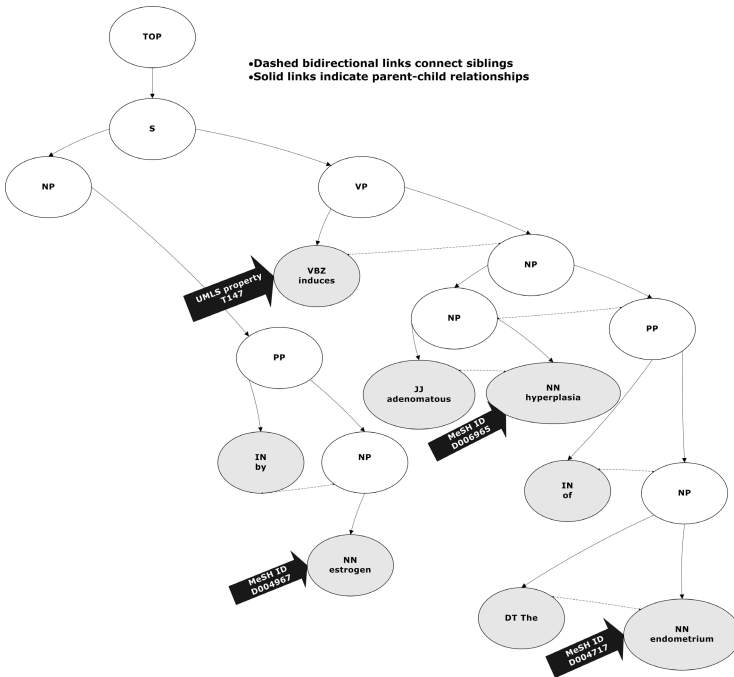 TOP
•Dashed bidirectional links connect siblings
•Solid links indicate parent-child relationships
S
NP
VP
VBZ
induces
NP
UMLS property
T147
NP
PP
PP
JJ
adenomatous
NN
hyperplasia
MeSH ID
D006965
IN
by
NP
IN
of
NP
NN
estrogen
MeSH ID
D004967
DT The
NN
endometrium
MeSH ID
D004717